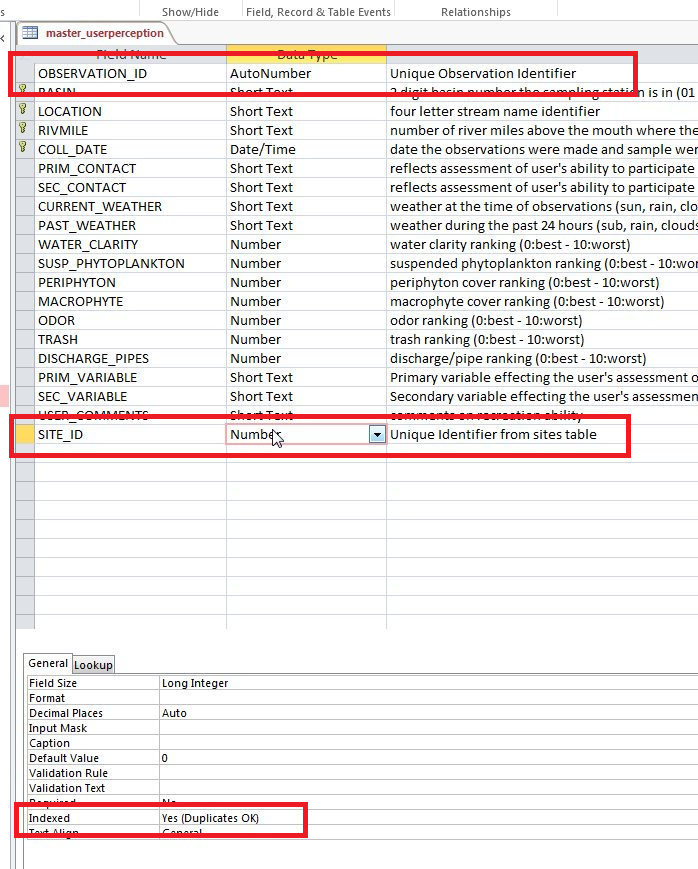 s Show/Hide Field, Record & Table Events Relationships
master_userperception
Field Name Data Type
OBSERVATION_ID AutoNumber Unique Observation Identifier
BASIN Short Text 2 digit basin number the sampling station is in (01
LOCATION Short Text four letter stream name identifier
RIVMILE Short Text number of river miles above the mouth where the
COLL_DATE Date/Time date the observations were made and sample wer
PRIM_CONTACT Short Text reflects assessment of user's ability to participate
SEC_CONTACT Short Text reflects assessment of user's ability to participate
CURRENT_WEATHER Short Text weather at the time of observations (sun, rain, clo
PAST_WEATHER Short Text weather during the past 24 hours (sub, rain, clouds
WATER_CLARITY Number water clarity ranking (0:best - 10:worst)
SUSP_PHYTOPLANKTON Number suspended phytoplankton ranking (0:best - 10:wor
PERIPHYTON Number periphyton cover ranking (0:best - 10:worst)
MACROPHYTE Number macrophyte cover ranking (0:best - 10:worst)
ODOR Number odor ranking (0:best - 10:worst)
TRASH Number trash ranking (0:best - 10:worst)
DISCHARGE_PIPES Number discharge/pipe ranking (0:best - 10:worst)
PRIM_VARIABLE Short Text Primary variable effecting the user's assessment o
SEC_VARIABLE Short Text Secondary variable effecting the user's assessmen
USER_COMMENTS Short Text comments on recreation ability
SITE_ID Number Unique Identifier from sites table
General Lookup
Field Size Long Integer
Format
Decimal Places Auto
Input Mask
Caption
Default Value 0
Validation Rule
Validation Text
Required No
Indexed Yes (Duplicates OK)
Text Align General